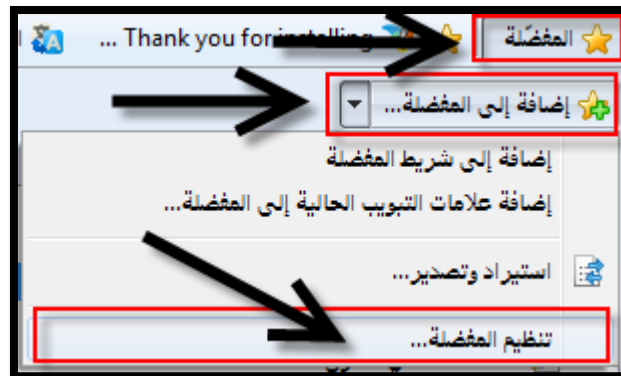 المفضّلة
Thank you for installing ...
إضافة إلى المفضلة...
إضافة إلى شريط المفضلة
إضافة علامات التبويب الحالية إلى المفضلة...
استيراد وتصدير...
تنظيم المفضلة...